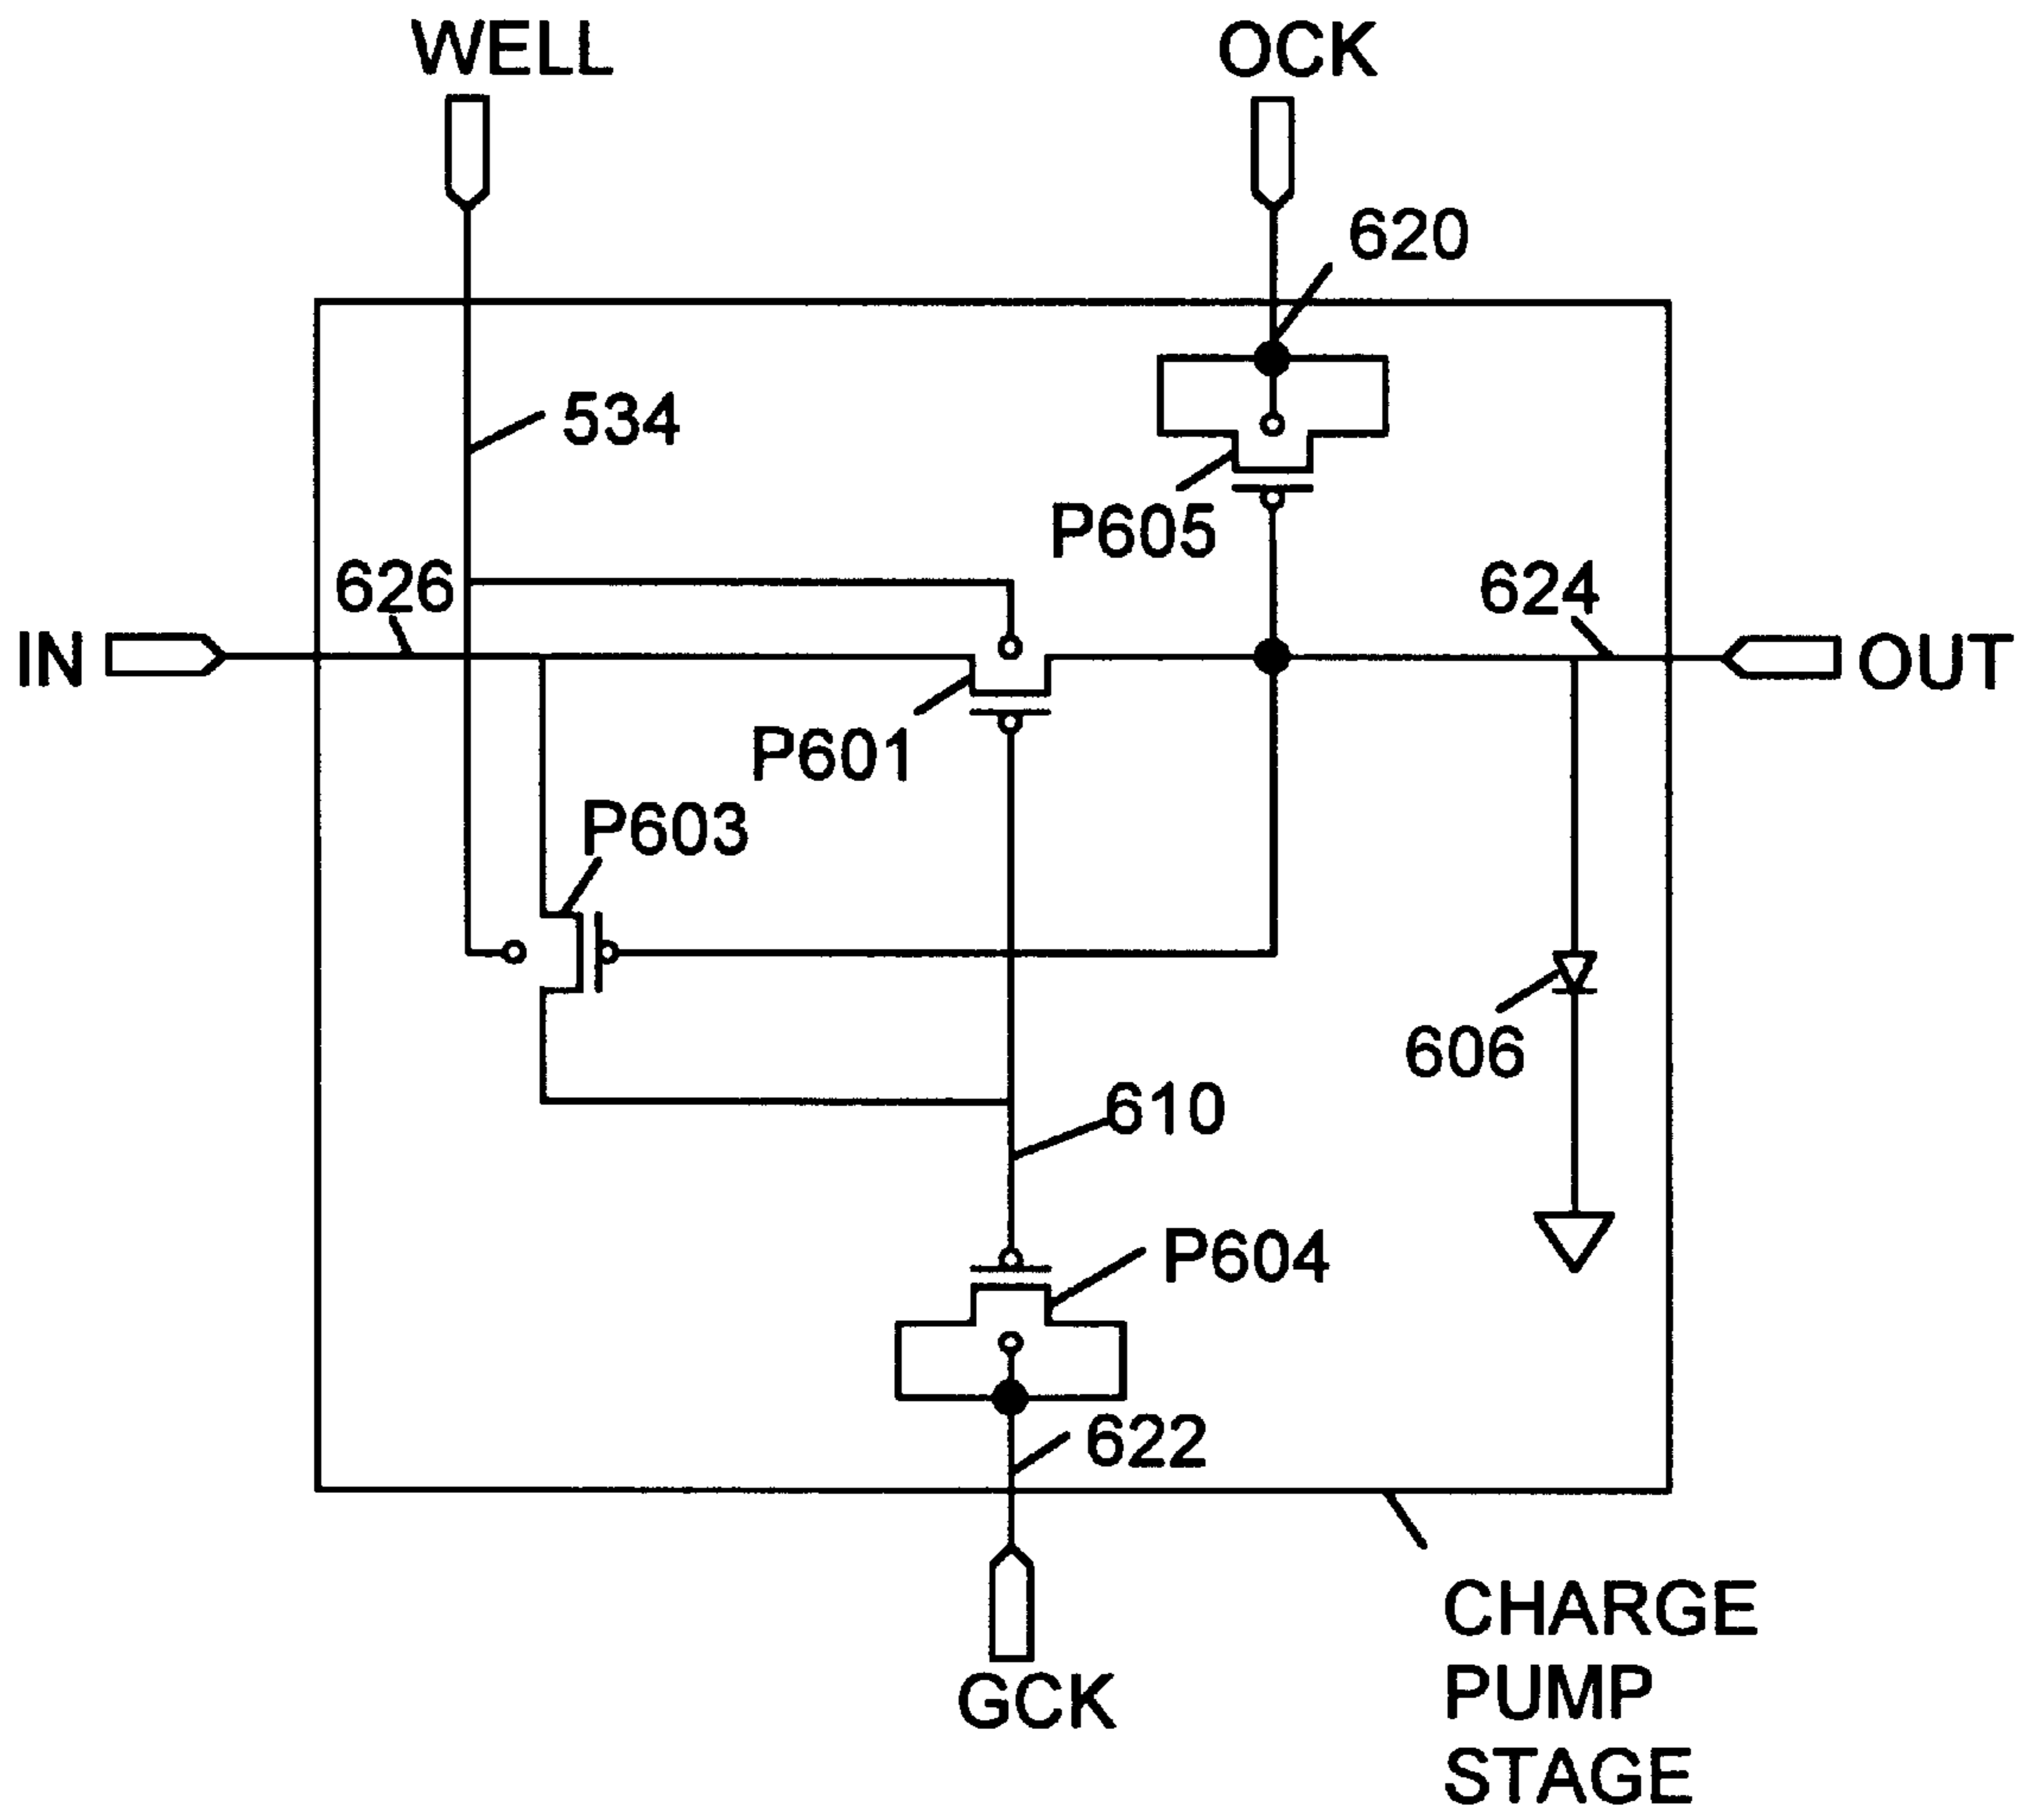 WELL
OCK
620
534
P605
626
624
IN
OUT
P601
P603
606
610
P604
622
GCK
CHARGE
PUMP
STAGE